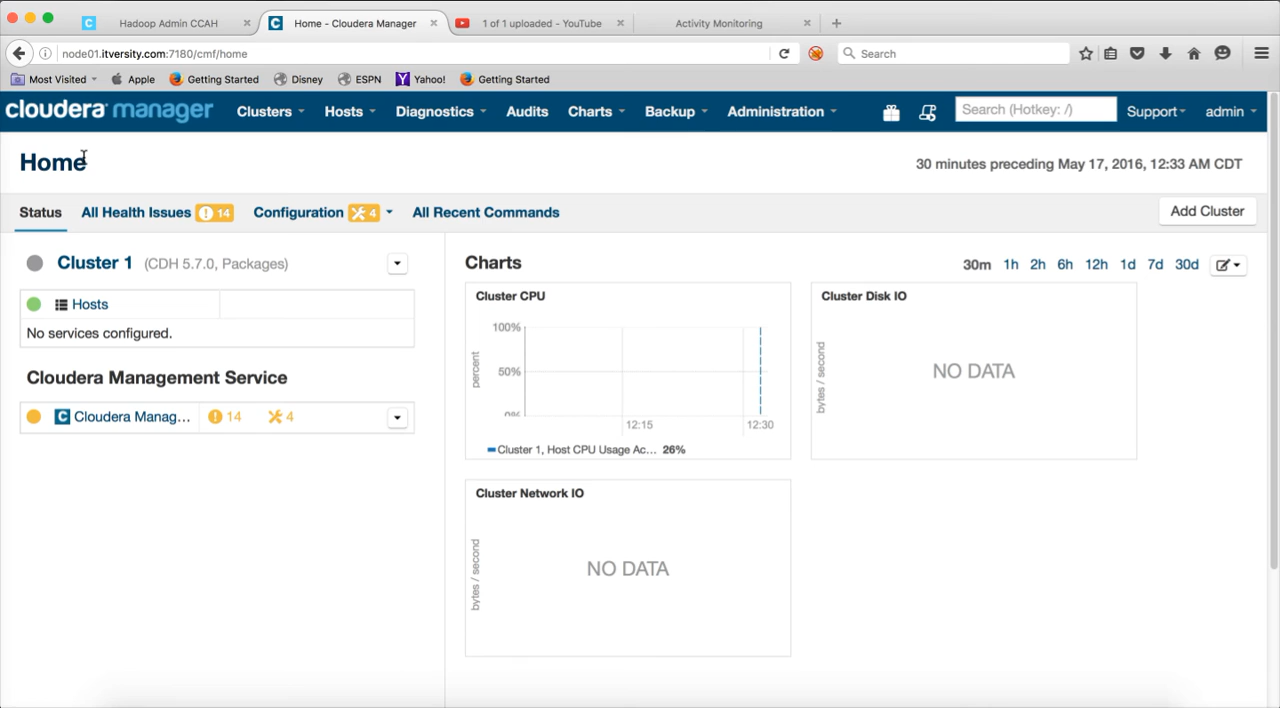 Hadoop Admin CCAH
Home - Cloudera Manager
1 of 1 uploaded - YouTube
Activity Monitoring
node01.itversity.com:7180/cmf/home
Search
Most Visited
Apple
Getting Started
Disney
ESPN
Yahoo!
Getting Started
cloudera manager
Clusters
Hosts
Diagnostics
Audits
Charts
Backup
Administration
Search (Hotkey: /)
Support
admin
Home
30 minutes preceding May 17, 2016, 12:33 AM CDT
Status
All Health Issues 14
Configuration 4
All Recent Commands
Add Cluster
Cluster 1 (CDH 5.7.0, Packages)
Hosts
No services configured.
Cloudera Management Service
Cloudera Manag... 14 4
Charts
30m 1h 2h 6h 12h 1d 7d 30d
Cluster CPU
percent
100%
50%
0%
12:15
12:30
Cluster 1, Host CPU Usage Ac... 26%
Cluster Disk IO
bytes / second
NO DATA
Cluster Network IO
bytes / second
NO DATA